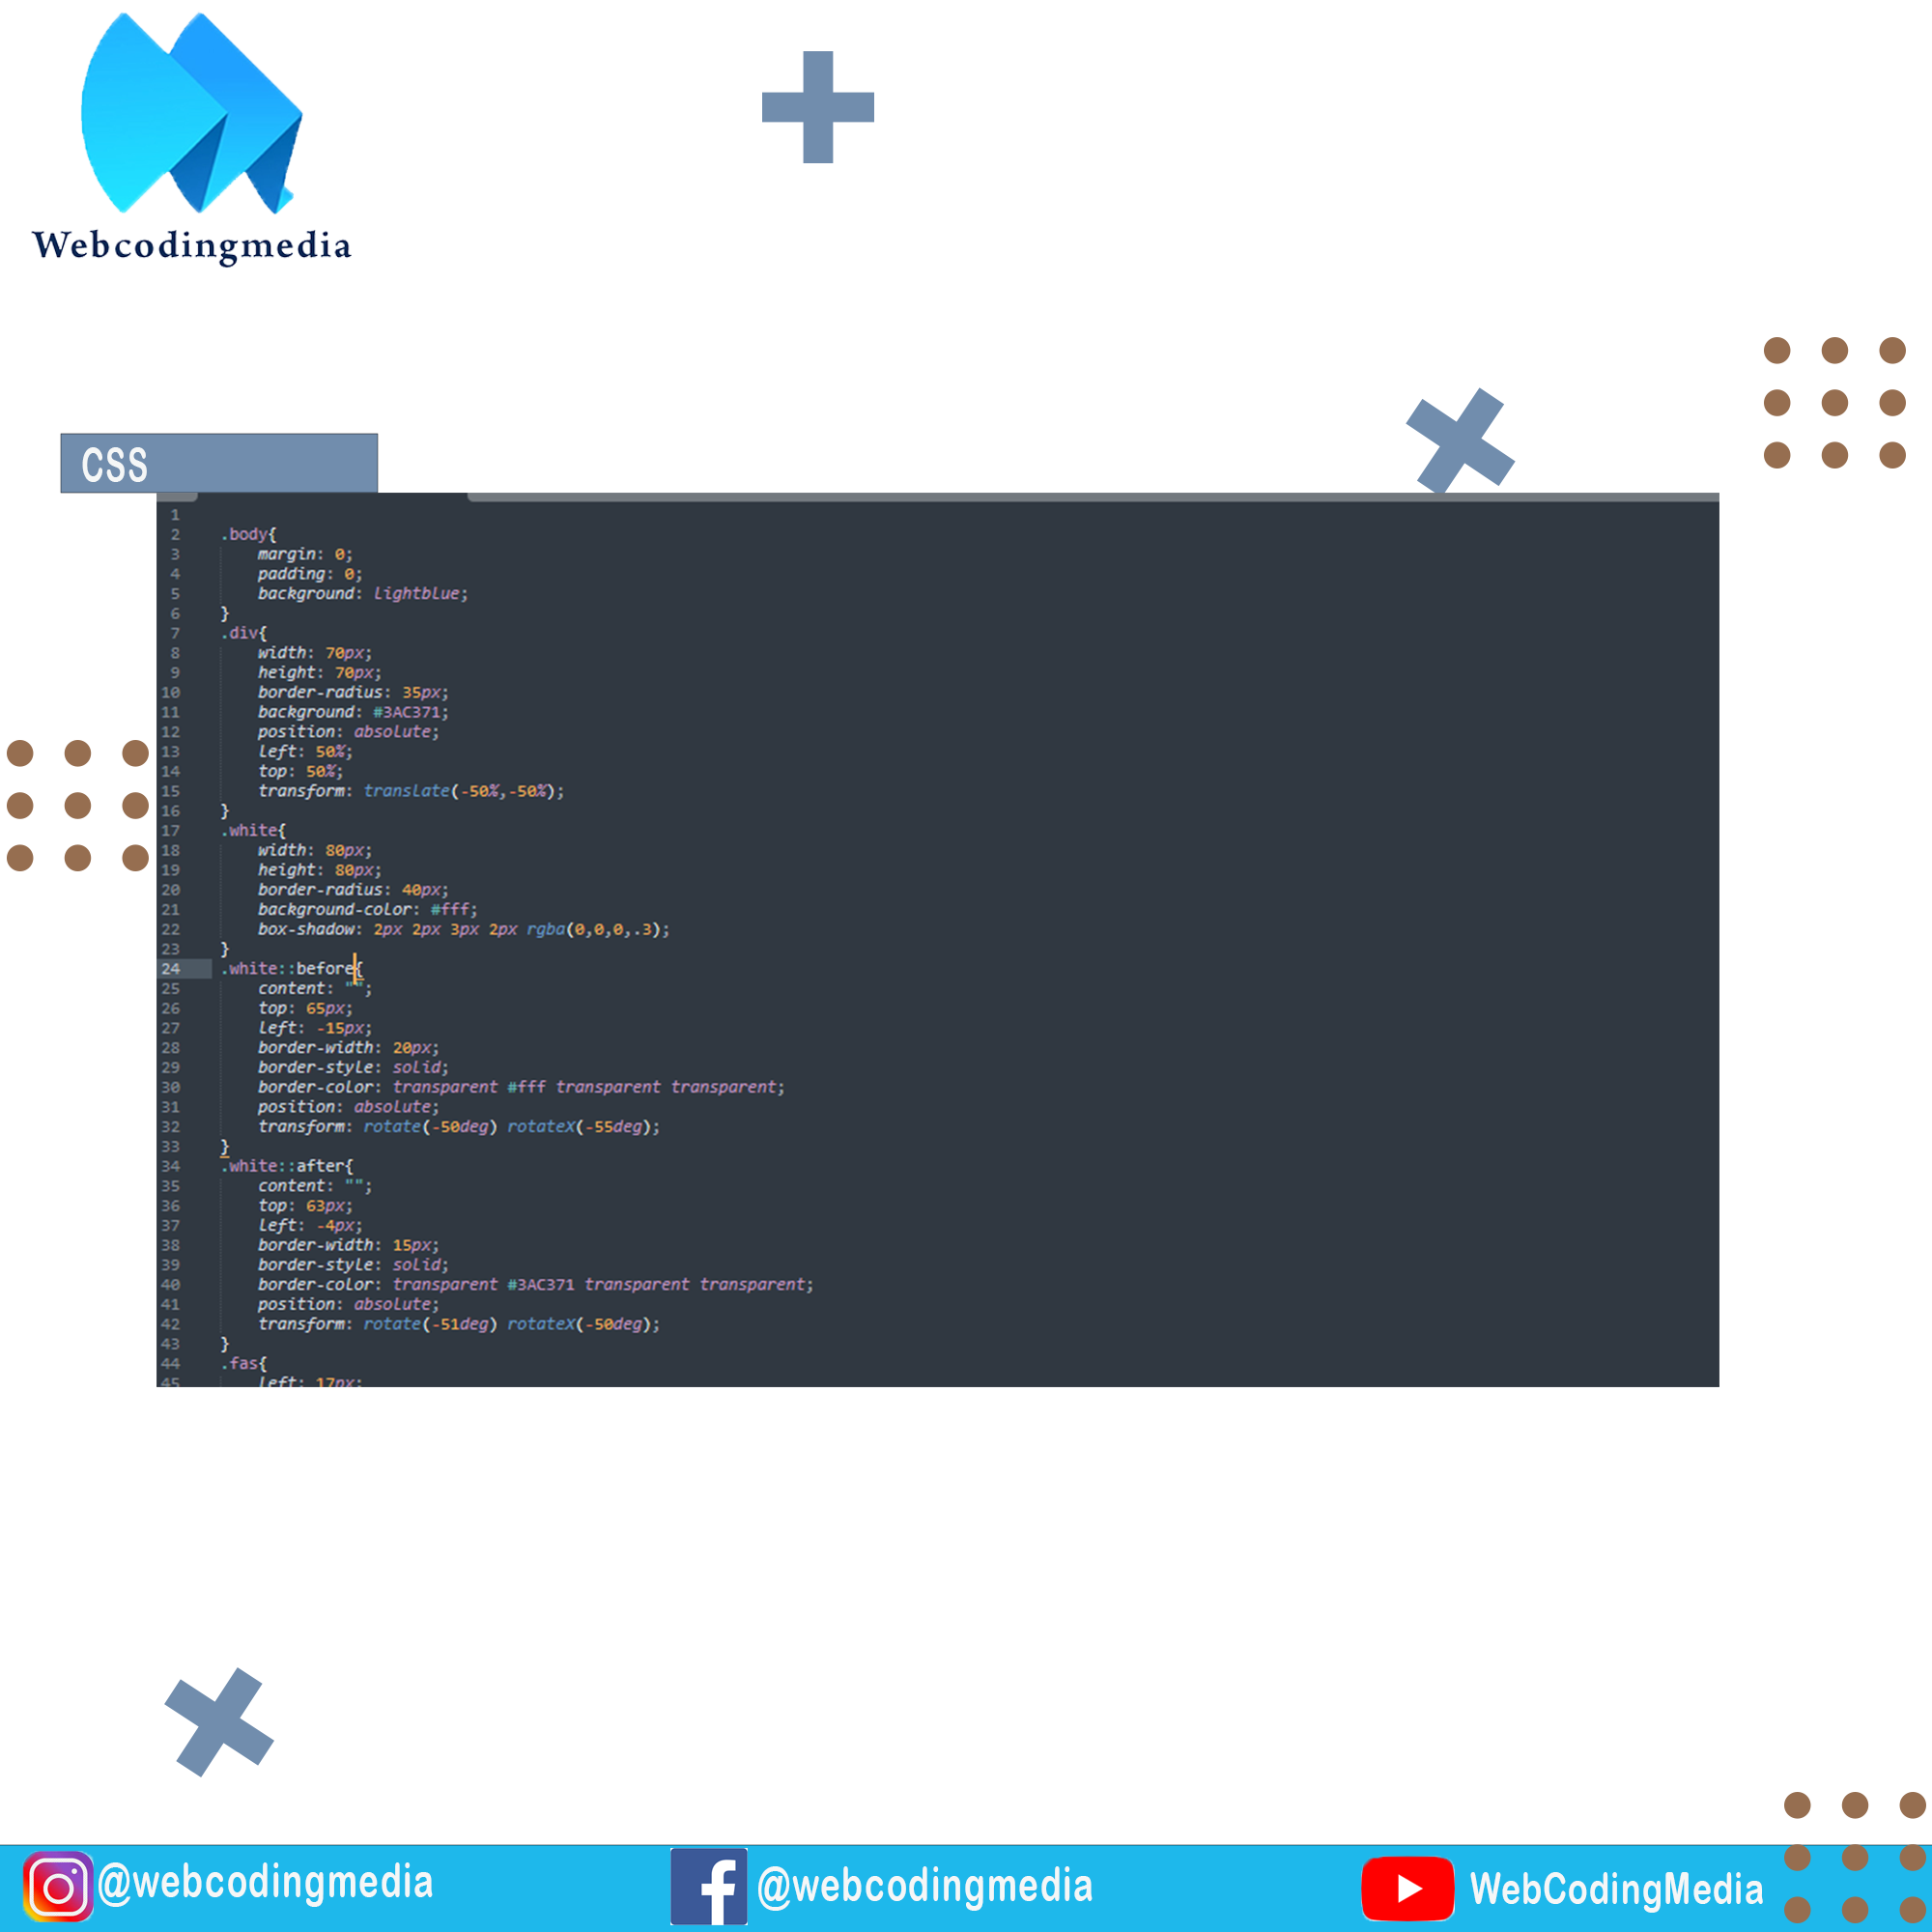 Webcodingmedia
CSS
1
2 .body{
3 margin: 0;
4 padding: 0;
5 background: lightblue;
6 }
7 .div{
8 width: 70px;
9 height: 70px;
10 border-radius: 35px;
11 background: #3AC371;
12 position: absolute;
13 left: 50%;
14 top: 50%;
15 transform: translate(-50%,-50%);
16 }
17 .white{
18 width: 80px;
19 height: 80px;
20 border-radius: 40px;
21 background-color: #fff;
22 box-shadow: 2px 2px 3px 2px rgba(0,0,0,.3);
23 }
24 .white::before{
25 content: "";
26 top: 65px;
27 left: -15px;
28 border-width: 20px;
29 border-style: solid;
30 border-color: transparent #fff transparent transparent;
31 position: absolute;
32 transform: rotate(-50deg) rotateX(-55deg);
33 }
34 .white::after{
35 content: "";
36 top: 63px;
37 left: -4px;
38 border-width: 15px;
39 border-style: solid;
40 border-color: transparent #3AC371 transparent transparent;
41 position: absolute;
42 transform: rotate(-51deg) rotateX(-50deg);
43 }
44 .fas{
45 left: 17px;
@webcodingmedia
@webcodingmedia
WebCodingMedia